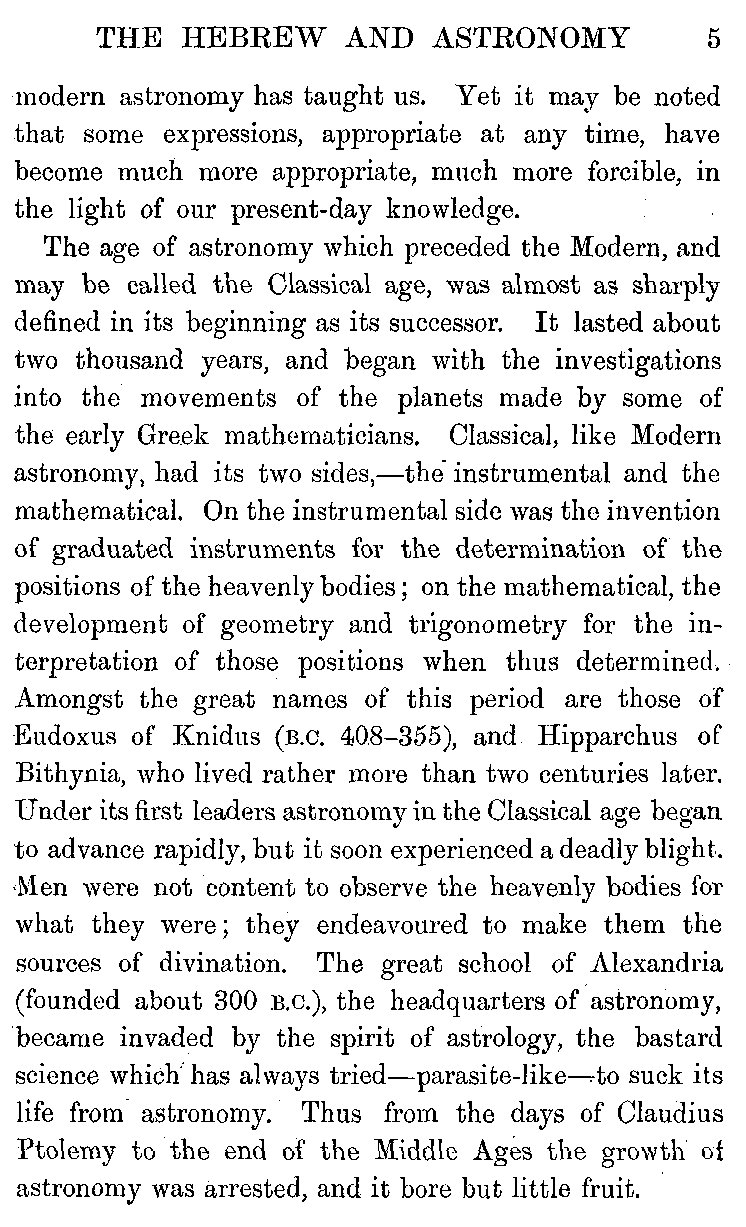 THE HEBREW AND ASTRONOMY 5
modern astronomy has taught us. Yet it may be noted
that some expressions, appropriate at any time, have
become much more appropriate, much more forcible, in
the light of our present-day knowledge.
The age of astronomy which preceded the Modern, and
may be called the Classical age, was almost as sharply
defined in its beginning as its successor. It lasted about
two thousand years, and began with the investigations
into the movements of the planets made by some of
the early Greek mathematicians. Classical, like Modern
astronomy, had its two sides,—the instrumental and the
mathematical. On the instrumental side was the invention
of graduated instruments for the determination of the
positions of the heavenly bodies; on the mathematical, the
development of geometry and trigonometry for the in-
terpretation of those positions when thus determined.
Amongst the great names of this period are those of
Eudoxus of Knidus (B.C. 408–355), and Hipparchus of
Bithynia, who lived rather more than two centuries later.
Under its first leaders astronomy in the Classical age began
to advance rapidly, but it soon experienced a deadly blight.
Men were not content to observe the heavenly bodies for
what they were; they endeavoured to make them the
sources of divination. The great school of Alexandria
(founded about 300 B.C.), the headquarters of astronomy,
became invaded by the spirit of astrology, the bastard
science which has always tried—parasite-like—to suck its
life from astronomy. Thus from the days of Claudius
Ptolemy to the end of the Middle Ages the growth of
astronomy was arrested, and it bore but little fruit.